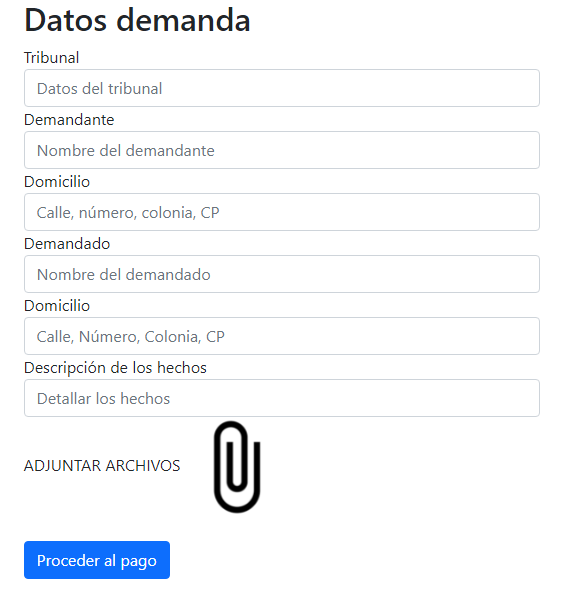 Datos demanda
Tribunal
Datos del tribunal
Demandante
Nombre del demandante
Domicilio
Calle, número, colonia, CP
Demandado
Nombre del demandado
Domicilio
Calle, Número, Colonia, CP
Descripción de los hechos
Detallar los hechos
ADJUNTAR ARCHIVOS
Proceder al pago